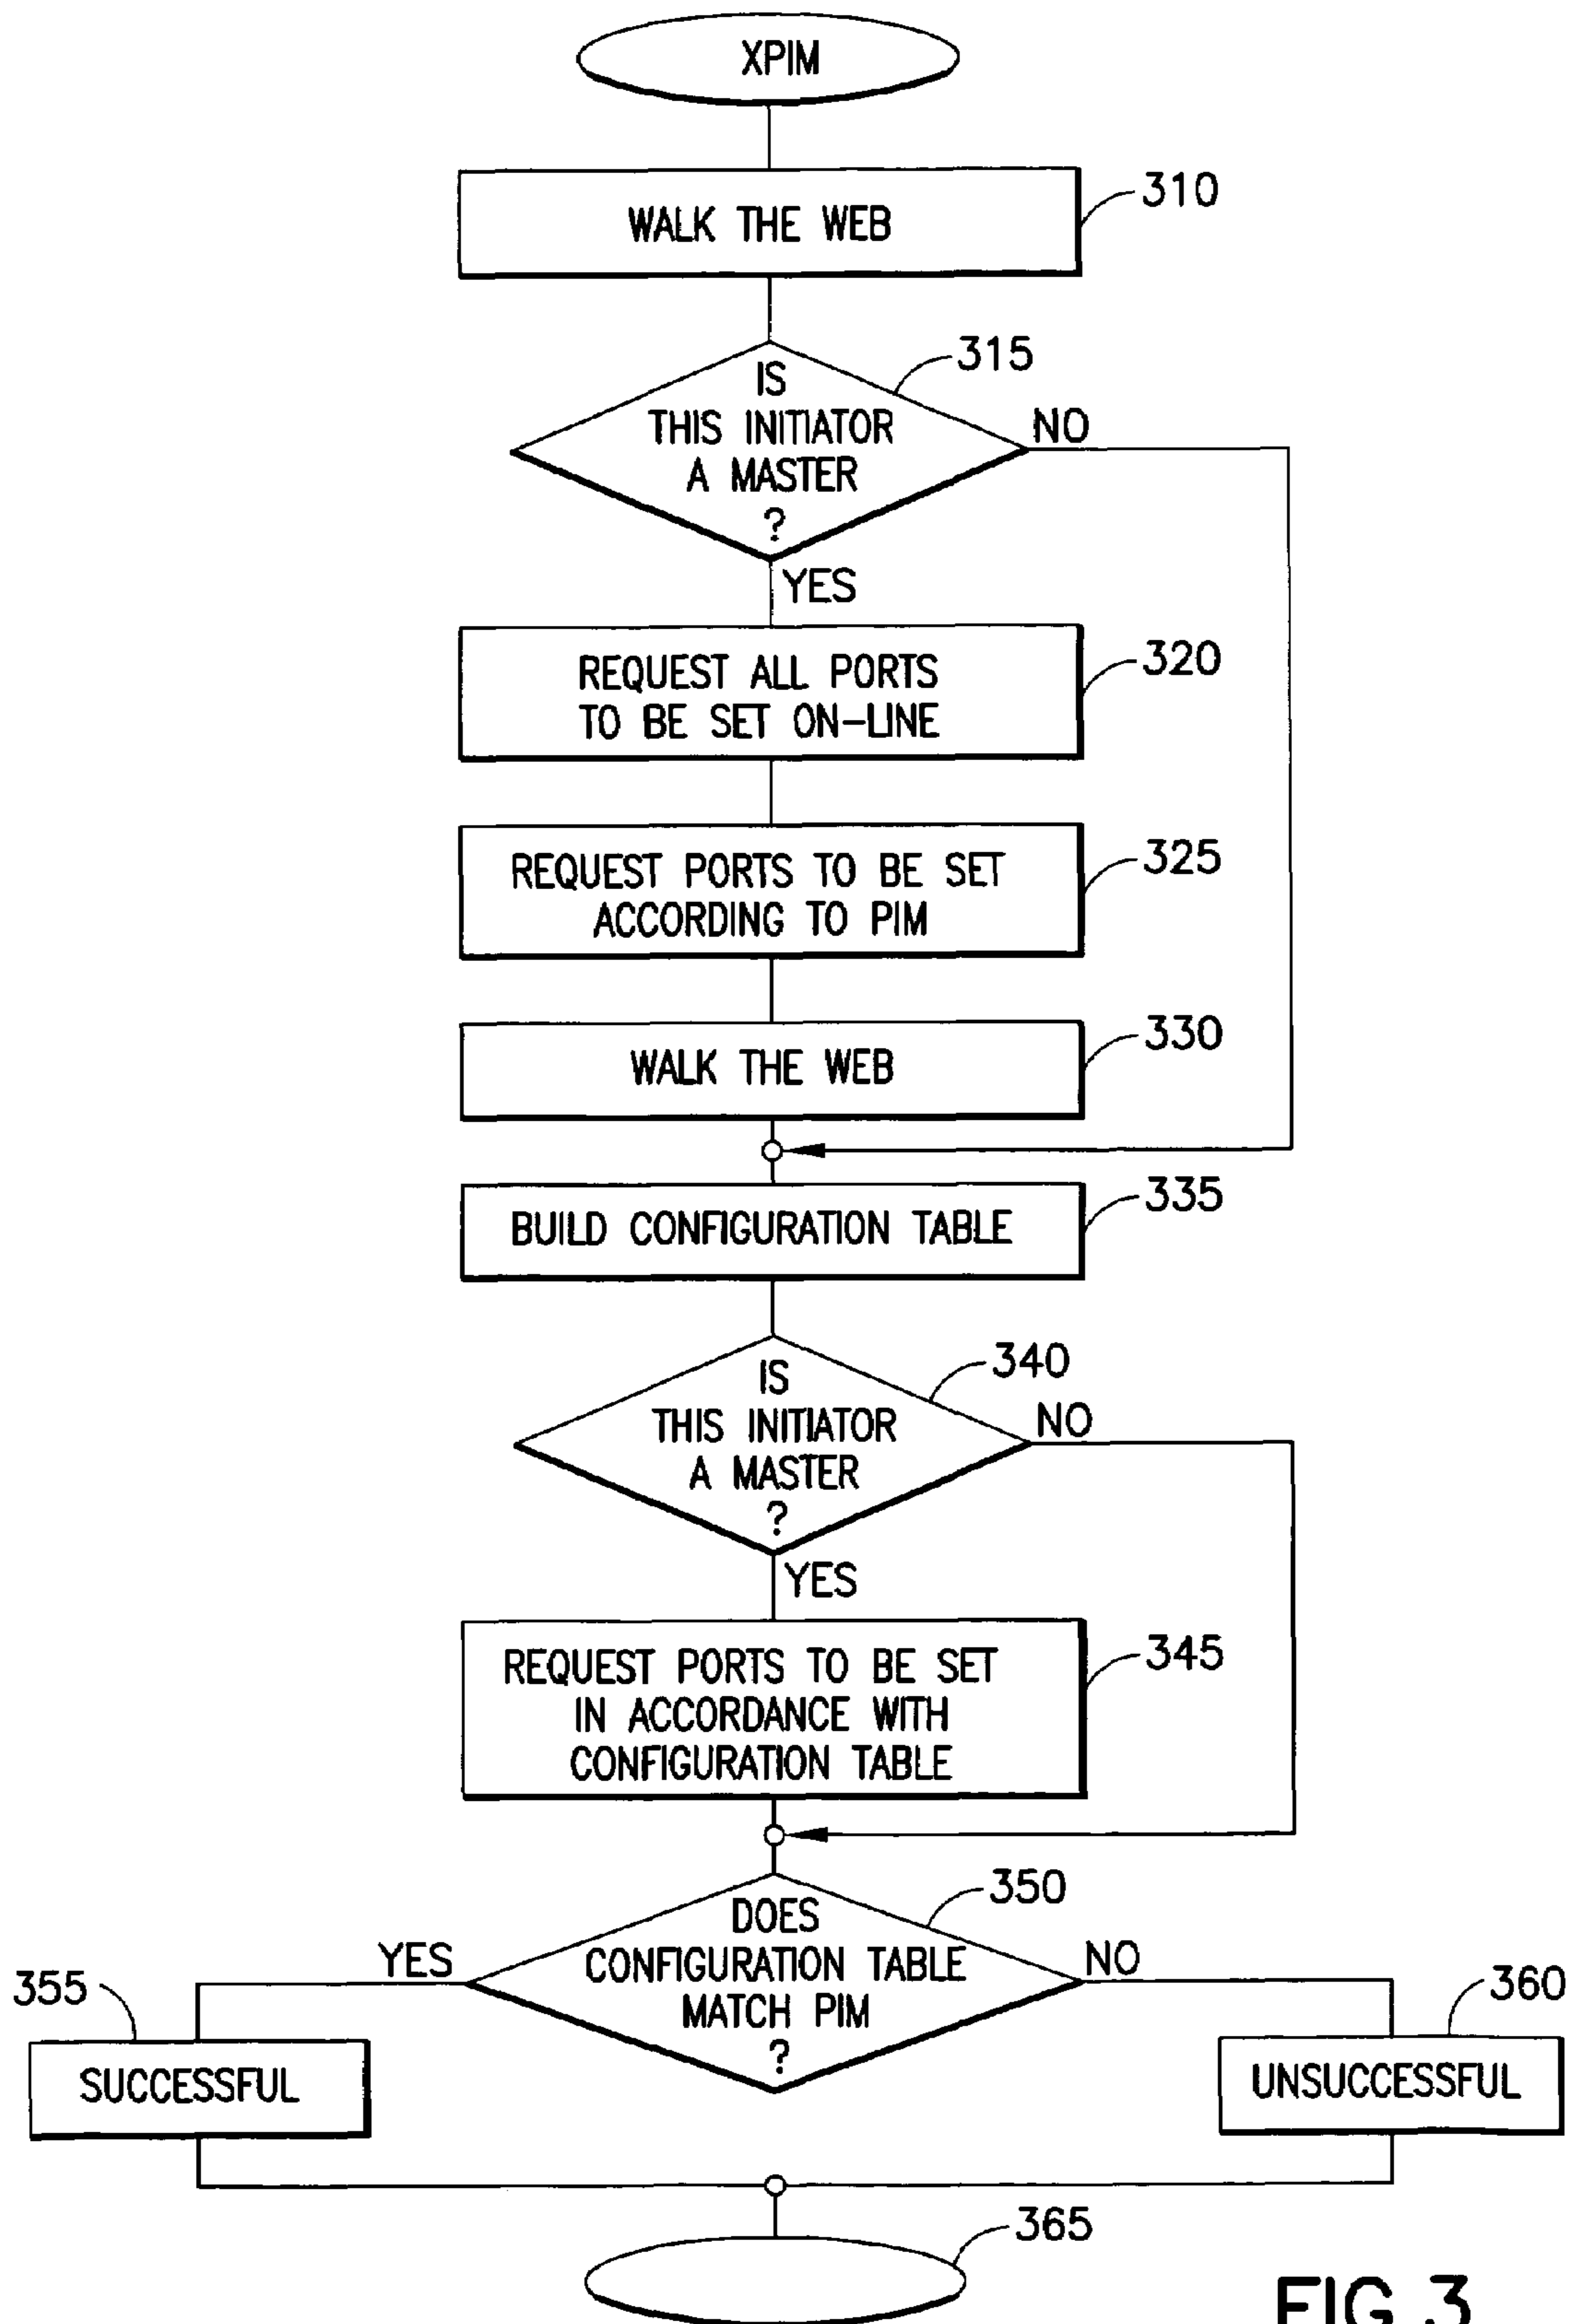 XPIM
WALK THE WEB
310
315
IS
THIS INITIATOR
A MASTER
?
NO
YES
REQUEST ALL PORTS
TO BE SET ON-LINE
320
REQUEST PORTS TO BE SET
ACCORDING TO PIM
325
WALK THE WEB
330
BUILD CONFIGURATION TABLE
335
340
IS
THIS INITIATOR
A MASTER
?
NO
YES
REQUEST PORTS TO BE SET
IN ACCORDANCE WITH
CONFIGURATION TABLE
345
350
DOES
CONFIGURATION TABLE
MATCH PIM
?
YES
NO
355
SUCCESSFUL
360
UNSUCCESSFUL
365
FIG.3